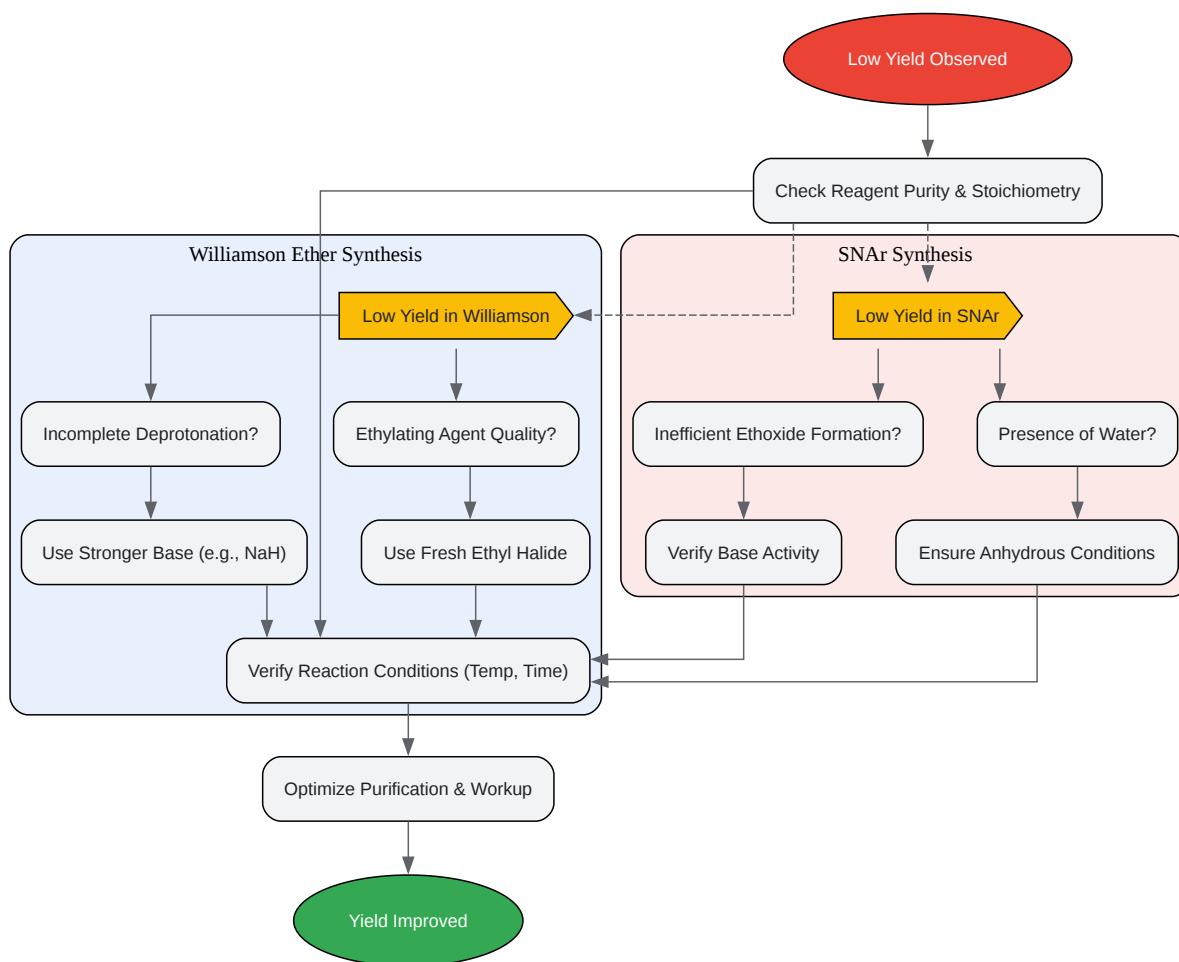 Low Yield Observed
Check Reagent Purity & Stoichiometry
Williamson Ether Synthesis
SNAr Synthesis
Low Yield in Williamson
Low Yield in SNAr
Incomplete Deprotonation?
Ethylating Agent Quality?
Inefficient Ethoxide Formation?
Presence of Water?
Use Stronger Base (e.g., NaH)
Use Fresh Ethyl Halide
Verify Base Activity
Ensure Anhydrous Conditions
Verify Reaction Conditions (Temp, Time)
Optimize Purification & Workup
Yield Improved